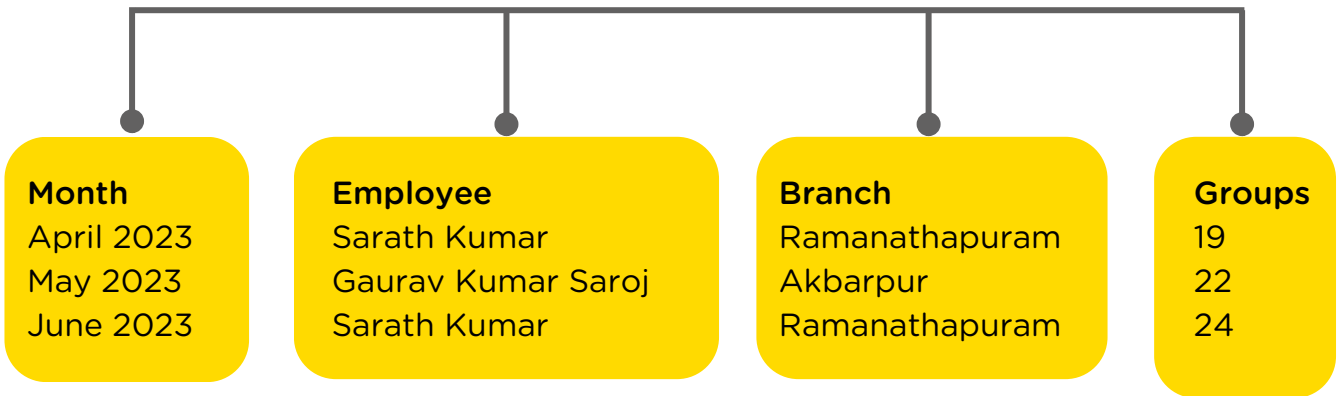 Month
April 2023
May 2023
June 2023
Employee
Sarath Kumar
Gaurav Kumar Saroj
Sarath Kumar
Branch
Ramanathapuram
Akbarpur
Ramanathapuram
Groups
19
22
24